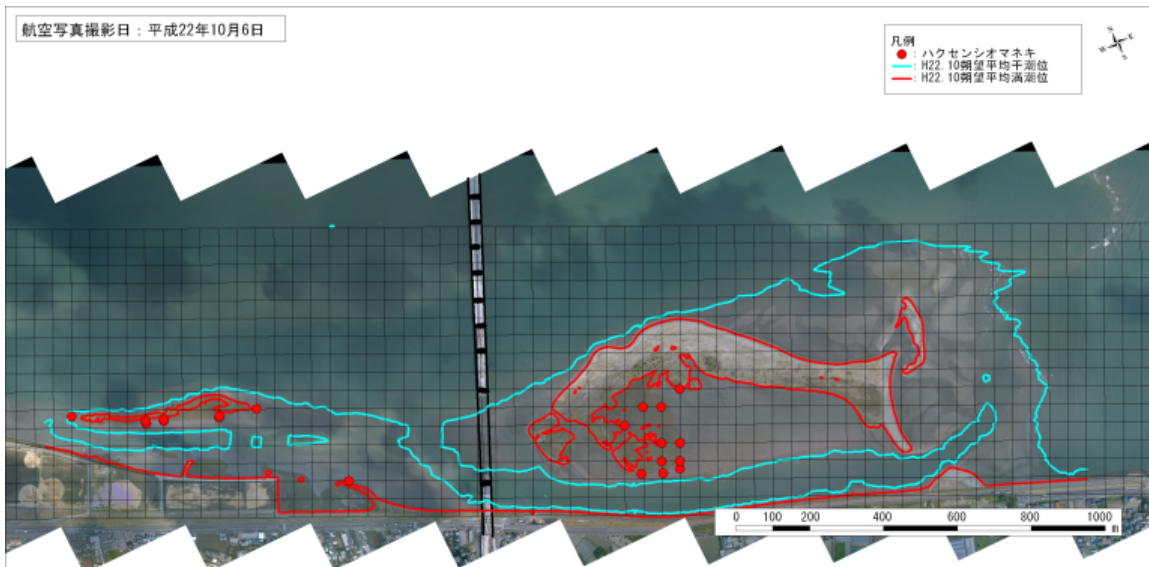 航空写真撮影日：平成22年10月6日
凡例
：ハクセンシオマネキ
：H22.10朔望平均干潮位
：H22.10朔望平均満潮位
N
E
W
S
0 100 200 400 600 800 1000
m